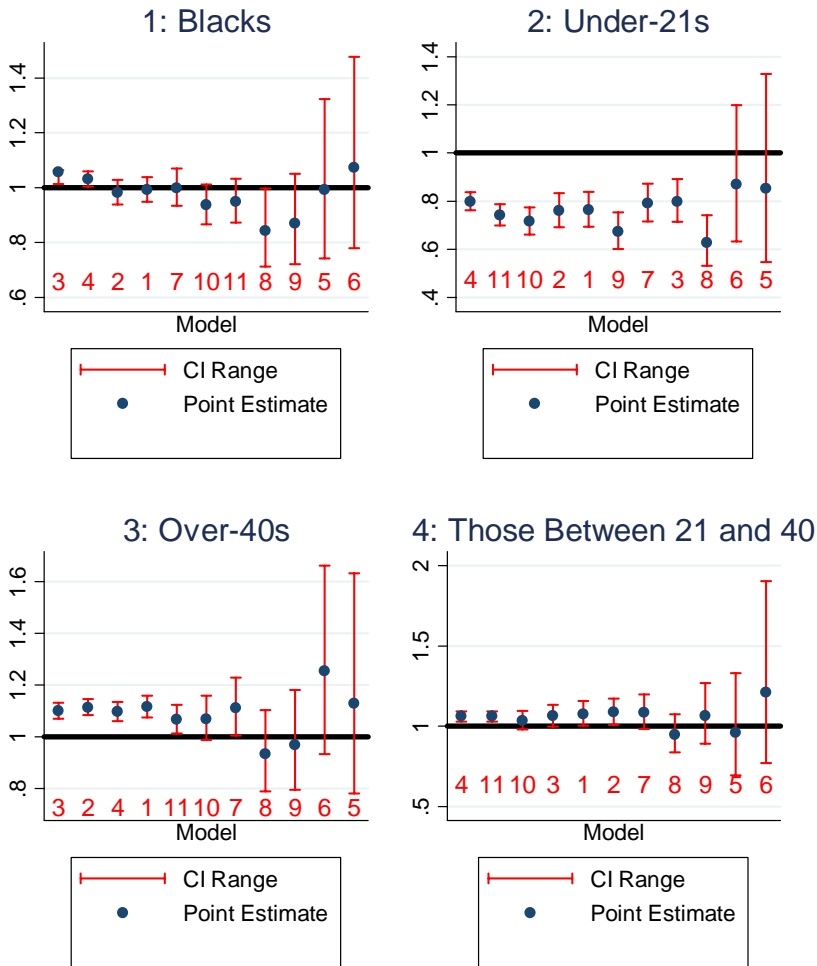 1: Blacks
1.4
1.2
1
.8
.6
3 4 2 1 7 10 11 8 9 5 6
Model
CI Range
Point Estimate
2: Under-21s
1.4
1.2
1
.8
.6
.4
4 11 10 2 1 9 7 3 8 6 5
Model
CI Range
Point Estimate
3: Over-40s
1.6
1.4
1.2
1
.8
3 2 4 1 11 10 7 8 9 6 5
Model
CI Range
Point Estimate
4: Those Between 21 and 40
2
1.5
1
.5
4 11 10 3 1 2 7 8 9 5 6
Model
CI Range
Point Estimate